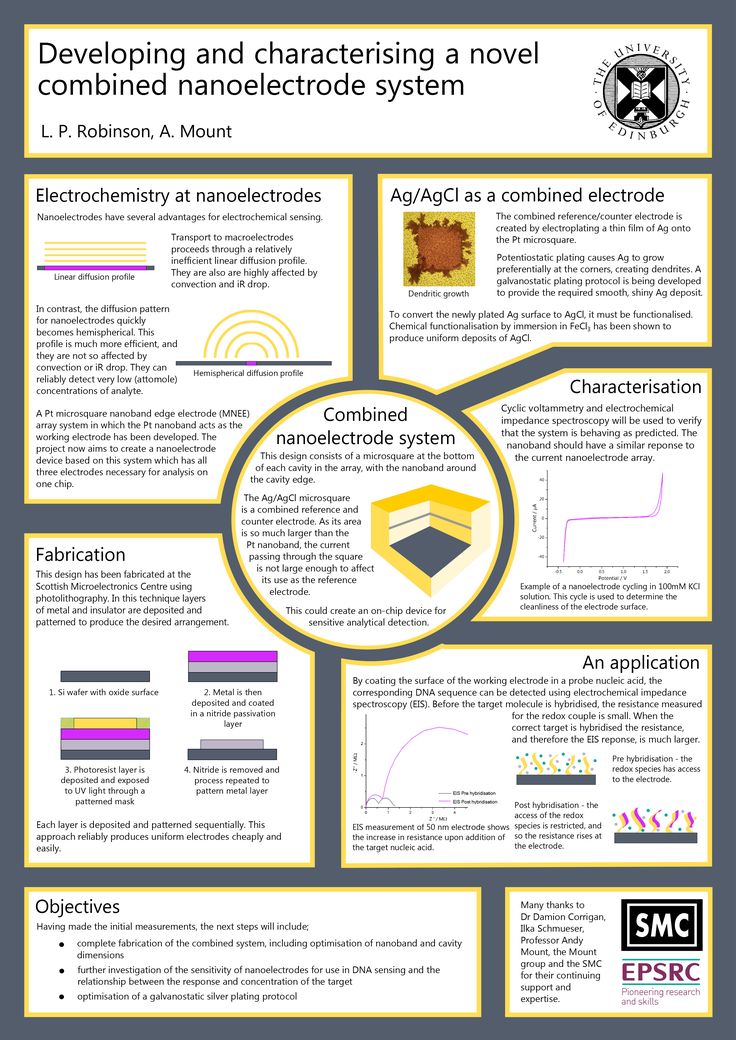 Developing and characterising a novel
combined nanoelectrode system
L. P. Robinson, A. Mount
THE UNIVERSITY OF EDINBURGH
Electrochemistry at nanoelectrodes
Nanoelectrodes have several advantages for electrochemical sensing.
Transport to macroelectrodes
proceeds through a relatively
inefficient linear diffusion profile.
They are also are highly affected by
convection and iR drop.
Linear diffusion profile
In contrast, the diffusion pattern
for nanoelectrodes quickly
becomes hemispherical. This
profile is much more efficient, and
they are not so affected by
convection or iR drop. They can
reliably detect very low (attomole)
concentrations of analyte.
Hemispherical diffusion profile
A Pt microsquare nanoband edge electrode (MNEE)
array system in which the Pt nanoband acts as the
working electrode has been developed. The
project now aims to create a nanoelectrode
device based on this system which has all
three electrodes necessary for analysis on
one chip.
Ag/AgCl as a combined electrode
Dendritic growth
The combined reference/counter electrode is
created by electroplating a thin film of Ag onto
the Pt microsquare.
Potentiostatic plating causes Ag to grow
preferentially at the corners, creating dendrites. A
galvanostatic plating protocol is being developed
to provide the required smooth, shiny Ag deposit.
To convert the newly plated Ag surface to AgCl, it must be functionalised.
Chemical functionalisation by immersion in FeCl₃ has been shown to
produce uniform deposits of AgCl.
Combined
nanoelectrode system
This design consists of a microsquare at the bottom
of each cavity in the array, with the nanoband around
the cavity edge.
The Ag/AgCl microsquare
is a combined reference and
counter electrode. As its area
is so much larger than the
Pt nanoband, the current
passing through the square
is not large enough to affect
its use as the reference
electrode.
This could create an on-chip device for
sensitive analytical detection.
Characterisation
Cyclic voltammetry and electrochemical
impedance spectroscopy will be used to verify
that the system is behaving as predicted. The
nanoband should have a similar reponse to
the current nanoelectrode array.
Current / µA
40
20
0
-20
-40
-0.5 0.0 0.5 1.0 1.5 2.0
Potential / V
Example of a nanoelectrode cycling in 100mM KCl
solution. This cycle is used to determine the
cleanliness of the electrode surface.
Fabrication
This design has been fabricated at the
Scottish Microelectronics Centre using
photolithography. In this technique layers
of metal and insulator are deposited and
patterned to produce the desired arrangement.
1. Si wafer with oxide surface
2. Metal is then
deposited and coated
in a nitride passivation
layer
3. Photoresist layer is
deposited and exposed
to UV light through a
patterned mask
4. Nitride is removed and
process repeated to
pattern metal layer
Each layer is deposited and patterned sequentially. This
approach reliably produces uniform electrodes cheaply and
easily.
An application
By coating the surface of the working electrode in a probe nucleic acid, the
corresponding DNA sequence can be detected using electrochemical impedance
spectroscopy (EIS). Before the target molecule is hybridised, the resistance measured
for the redox couple is small. When the
correct target is hybridised the resistance,
and therefore the EIS reponse, is much larger.
-Z'' / MΩ
2
1
0
0 1 2 3 4
Z ' / MΩ
EIS Pre hybridisation
EIS Post hybridisation
EIS measurement of 50 nm electrode shows
the increase in resistance upon addition of
the target nucleic acid.
Pre hybridisation - the
redox species has access
to the electrode.
Post hybridisation - the
access of the redox
species is restricted, and
so the resistance rises at
the electrode.
Objectives
Having made the initial measurements, the next steps will include;
● complete fabrication of the combined system, including optimisation of nanoband and cavity
dimensions
● further investigation of the sensitivity of nanoelectrodes for use in DNA sensing and the
relationship between the response and concentration of the target
● optimisation of a galvanostatic silver plating protocol
Many thanks to
Dr Damion Corrigan,
Ilka Schmueser,
Professor Andy
Mount, the Mount
group and the SMC
for their continuing
support and
expertise.
SMC
EPSRC
Pioneering research
and skills